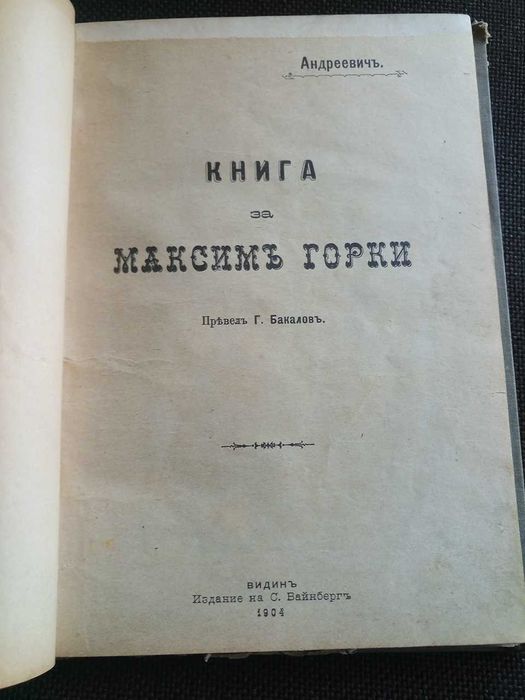 Андреевичъ.
КНИГА
за
МАКСИМЪ ГОРКИ
Прѣвелъ Г. Бакаловъ.
ВИДИНЪ
Издание на С. Вайнбергъ
1904